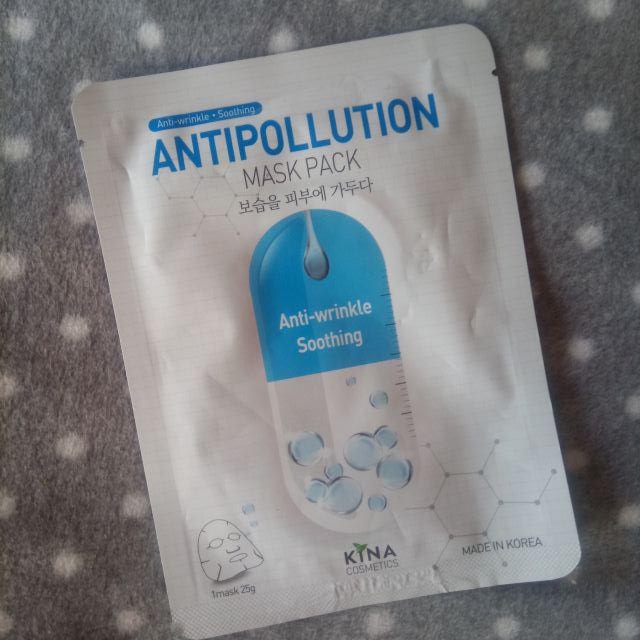 Anti-wrinkle • Soothing
ANTIPOLLUTION
MASK PACK
보습을 피부에 가두다
Anti-wrinkle
Soothing
KINA
COSMETICS
MADE IN KOREA
1mask 25g